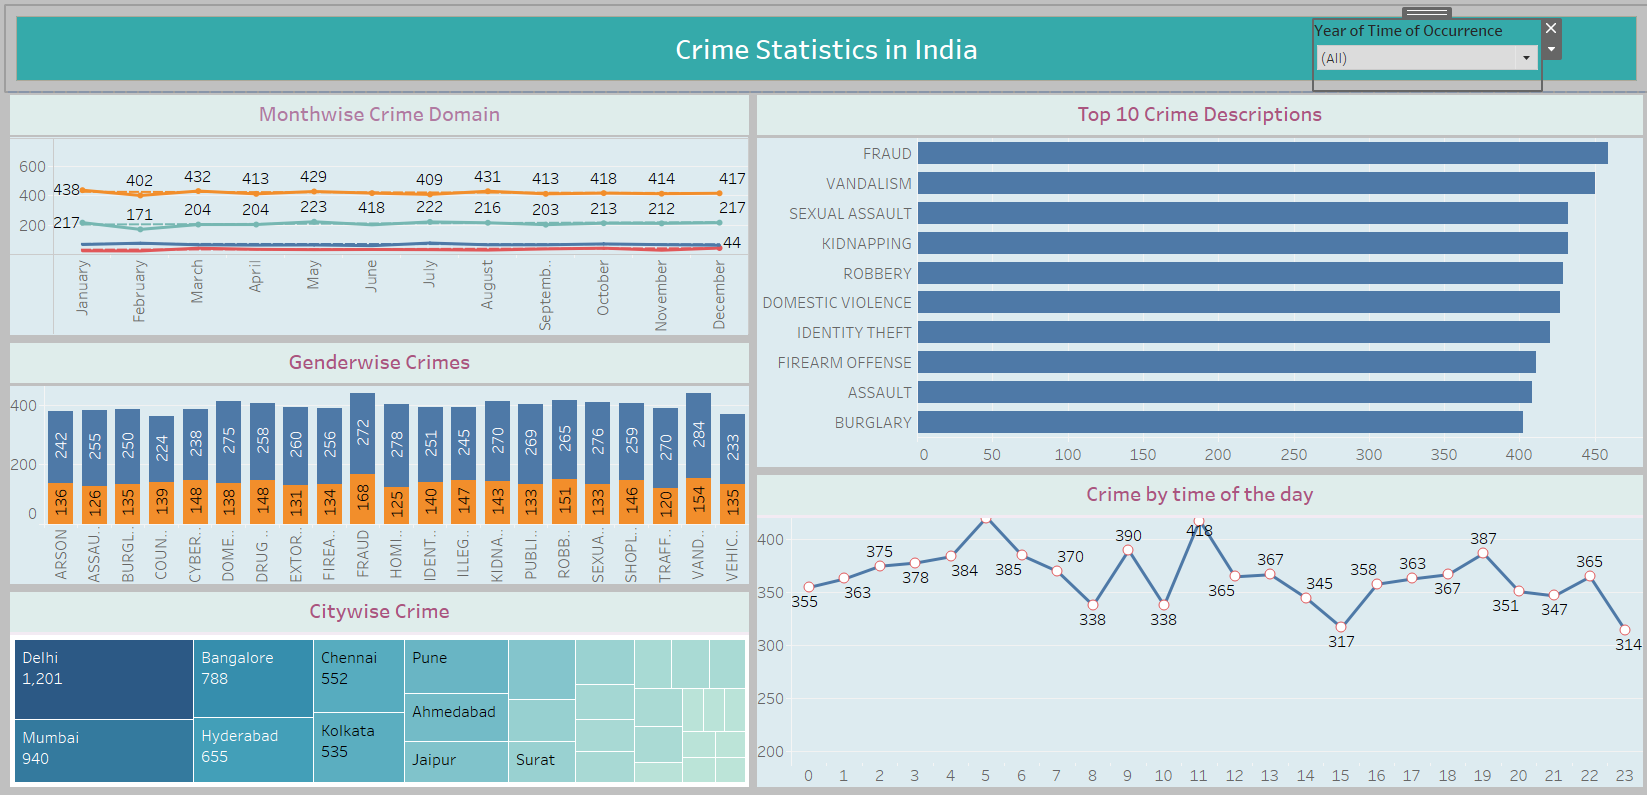 Crime Statistics in India
Year of Time of Occurrence
(All)
Monthwise Crime Domain
600
400
200
438 402 432 413 429 409 431 413 418 414 417
217 171 204 204 223 418 222 216 203 213 212 217
44
January February March April May June July August Septemb.. October November December
Genderwise Crimes
400
200
0
242 255 250 224 238 275 258 260 256 272 278 251 245 270 269 265 276 259 270 284 233
136 126 135 139 148 138 148 131 134 168 125 140 147 143 133 151 133 146 120 154 135
ARSON ASSAU.. BURGL.. COUN.. CYBER.. DOME.. DRUG .. EXTOR.. FIREA.. FRAUD HOMI.. IDENT.. ILLEG.. KIDNA.. PUBLI.. ROBB.. SEXUA.. SHOPL.. TRAFF.. VAND.. VEHIC..
Citywise Crime
Delhi
1,201
Mumbai
940
Bangalore
788
Hyderabad
655
Chennai
552
Kolkata
535
Pune
Ahmedabad
Jaipur
Surat
Top 10 Crime Descriptions
FRAUD
VANDALISM
SEXUAL ASSAULT
KIDNAPPING
ROBBERY
DOMESTIC VIOLENCE
IDENTITY THEFT
FIREARM OFFENSE
ASSAULT
BURGLARY
0 50 100 150 200 250 300 350 400 450
Crime by time of the day
400
350
300
250
200
355 363 375 378 384 385 370 338 390 338 418 365 367 345 317 358 363 367 387 351 347 365 314
0 1 2 3 4 5 6 7 8 9 10 11 12 13 14 15 16 17 18 19 20 21 22 23